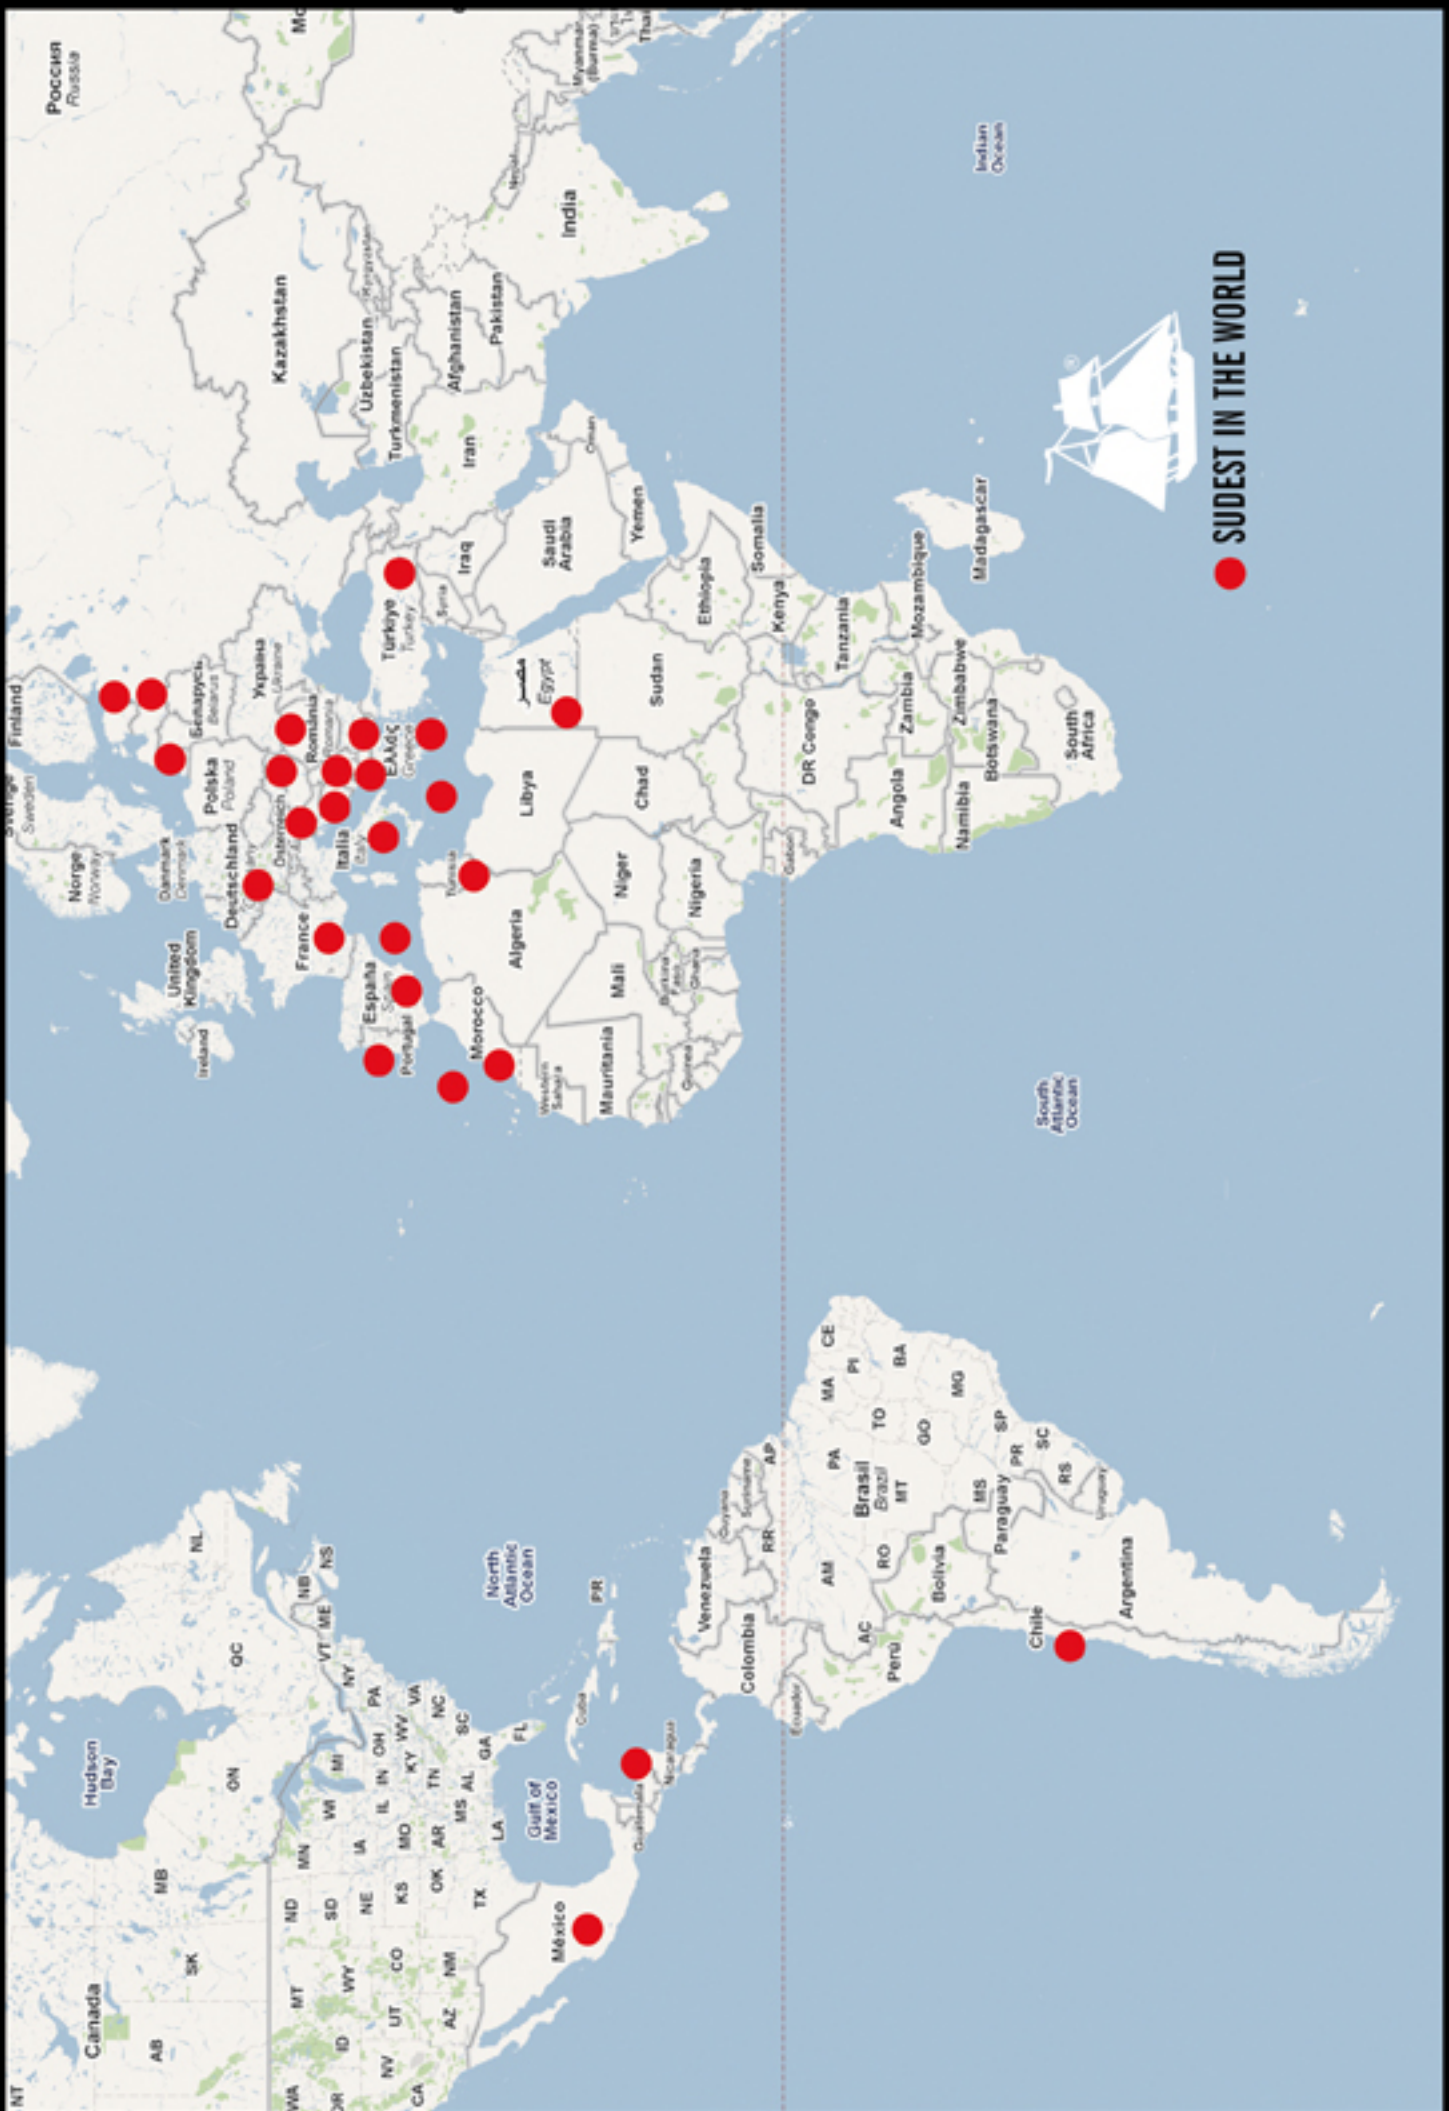 NT
Canada
AB
SK
MB
Hudson
Bay
ON
QC
NL
NB
NS
ME
VT
NY
WA
MT
ND
MN
OR
ID
WY
SD
WI
MI
NV
UT
CO
NE
IA
IL
IN
OH
PA
CA
AZ
NM
KS
OK
TX
MO
AR
LA
KY
WV
VA
TN
NC
MS
AL
GA
SC
FL
México
Gulf of
Mexico
Cuba
PR
Guatemala
Nicaragua
North
Atlantic
Ocean
Venezuela
Guyana
Suriname
Colombia
RR
AP
Ecuador
AM
PA
MA
CE
PI
Brasil
Brazil
AC
RO
MT
TO
BA
Perú
GO
MG
Bolivia
MS
SP
Paraguay
PR
SC
Chile
RS
Uruguay
Argentina
South
Atlantic
Ocean
Sverige
Sweden
Finland
Россия
Russia
Norge
Norway
Danmark
Denmark
United
Kingdom
Ireland
Беларусь
Belarus
Polska
Poland
Deutschland
Україна
Ukraine
Österreich
France
România
Romania
Italia
Italy
España
Spain
Portugal
Ελλάς
Greece
Türkiye
Turkey
Kazakhstan
Uzbekistan
Kyrgyzstan
Turkmenistan
Afghanistan
Pakistan
Iran
Iraq
Syria
Nepal
India
Myanmar
(Burma)
Morocco
Tunisia
Algeria
Libya
مصر
Egypt
Saudi
Arabia
Oman
Yemen
Western
Sahara
Mauritania
Mali
Niger
Chad
Sudan
Burkina
Faso
Guinea
Ghana
Nigeria
Ethiopia
Somalia
Gabon
DR Congo
Kenya
Tanzania
Angola
Zambia
Mozambique
Namibia
Zimbabwe
Botswana
Madagascar
South
Africa
Indian
Ocean
®
SUDEST IN THE WORLD